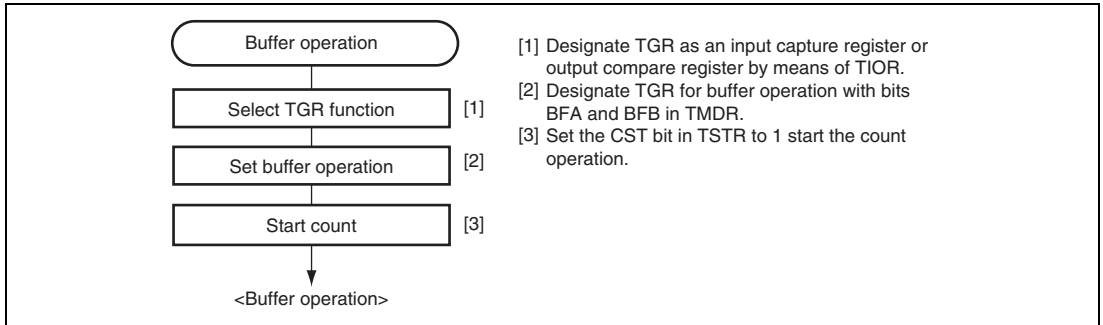 Buffer operation
Select TGR function
[1]
Set buffer operation
[2]
Start count
[3]
<Buffer operation>
[1] Designate TGR as an input capture register or
output compare register by means of TIOR.
[2] Designate TGR for buffer operation with bits
BFA and BFB in TMDR.
[3] Set the CST bit in TSTR to 1 start the count
operation.